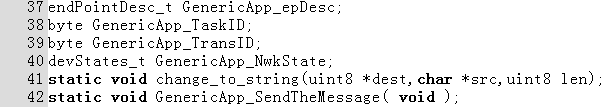 37 endPointDesc_t GenericApp_epDesc;
38 byte GenericApp_TaskID;
39 byte GenericApp_TransID;
40 devStates_t GenericApp_NwkState;
41 static void change_to_string(uint8 *dest,char *src,uint8 len);
42 static void GenericApp_SendTheMessage( void );